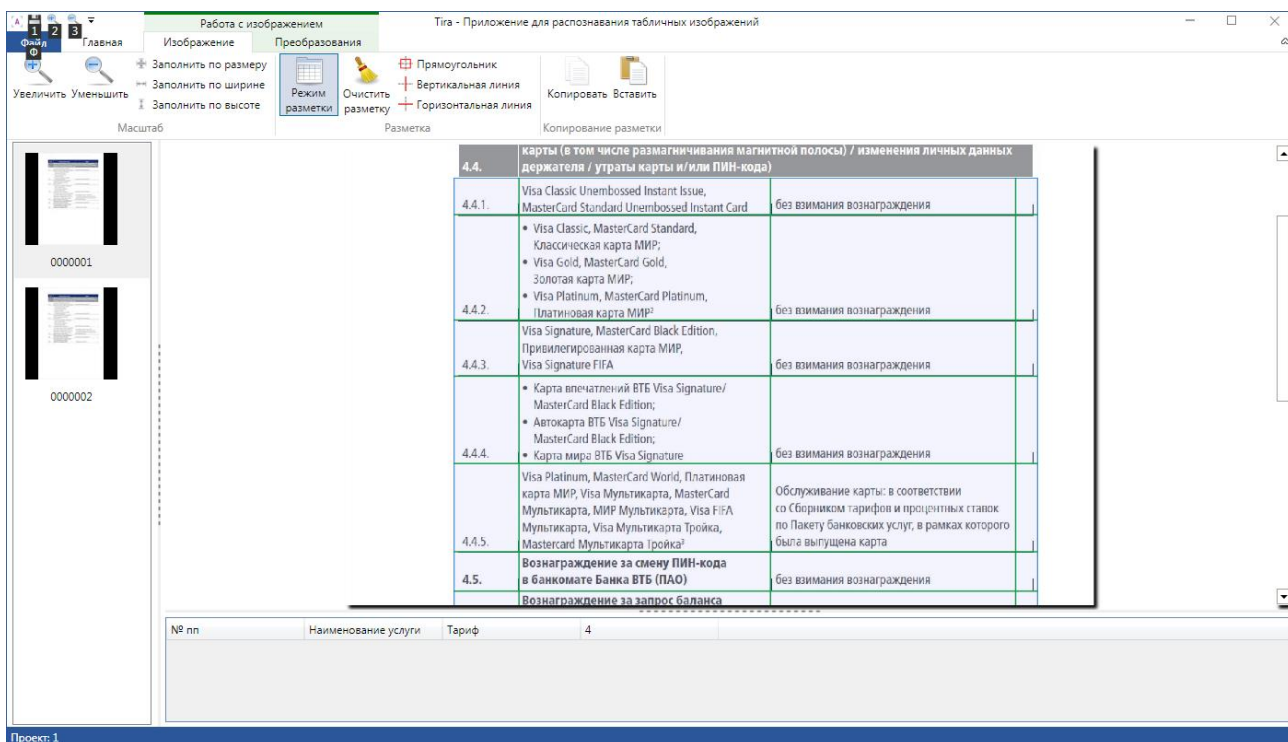 1 2 3
Работа с изображением
Tira - Приложение для распознавания табличных изображений
Файл
Ф
Главная
Изображение
Преобразования
Увеличить
Уменьшить
Заполнить по размеру
Заполнить по ширине
Заполнить по высоте
Масштаб
Режим
разметки
Очистить
разметку
Прямоугольник
Вертикальная линия
Горизонтальная линия
Разметка
Копировать
Вставить
Копирование разметки
0000001
0000002
карты (в том числе размагничивания магнитной полосы) / изменения личных данных
4.4. держателя / утраты карты и/или ПИН-кода)
Visa Classic Unembossed Instant Issue,
4.4.1. MasterCard Standard Unembossed Instant Card без взимания вознаграждения
• Visa Classic, MasterCard Standard,
Классическая карта МИР;
• Visa Gold, MasterCard Gold,
Золотая карта МИР;
• Visa Platinum, MasterCard Platinum,
4.4.2. Платиновая карта МИР² без взимания вознаграждения
Visa Signature, MasterCard Black Edition,
Привилегированная карта МИР,
4.4.3. Visa Signature FIFA без взимания вознаграждения
• Карта впечатлений ВТБ Visa Signature/
MasterCard Black Edition;
• Автокарта ВТБ Visa Signature/
MasterCard Black Edition;
4.4.4. • Карта мира ВТБ Visa Signature без взимания вознаграждения
Visa Platinum, MasterCard World, Платиновая
карта МИР, Visa Мультикарта, MasterCard
Мультикарта, МИР Мультикарта, Visa FIFA
Мультикарта, Visa Мультикарта Тройка,
4.4.5. Mastercard Мультикарта Тройка³
Обслуживание карты: в соответствии
со Сборником тарифов и процентных ставок
по Пакету банковских услуг, в рамках которого
была выпущена карта
Вознаграждение за смену ПИН-кода
4.5. в банкомате Банка ВТБ (ПАО) без взимания вознаграждения
Вознаграждение за запрос баланса
№ пп Наименование услуги Тариф 4
Проект: 1